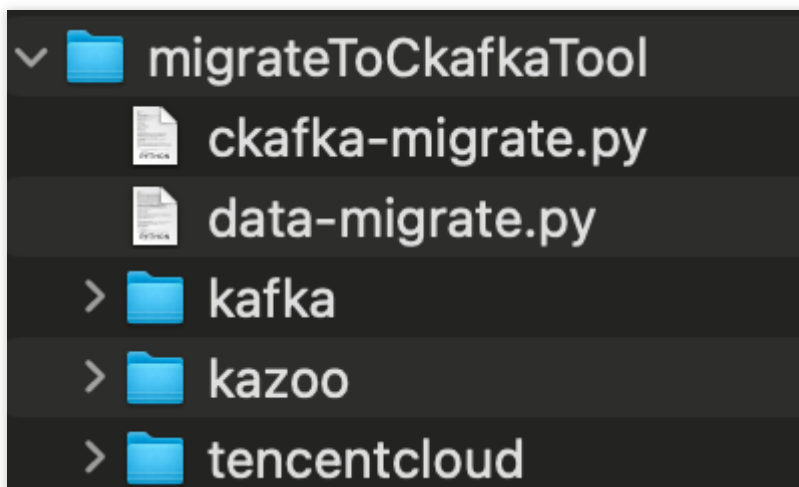 migrateToCkafkaTool
ckafka-migrate.py
data-migrate.py
kafka
kazoo
tencentcloud